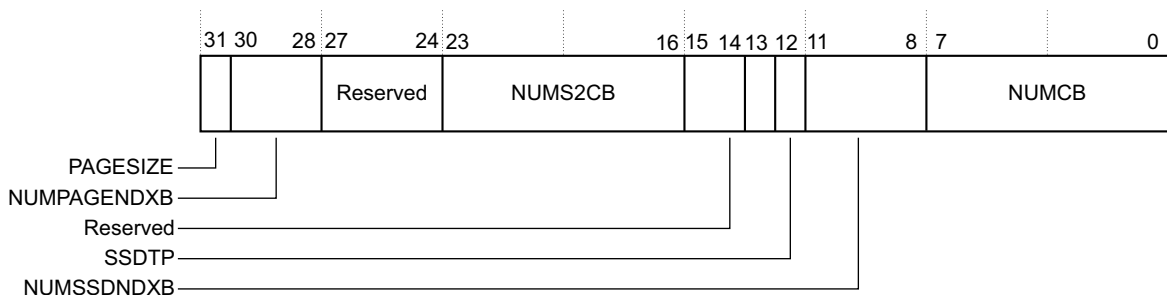 31 30 28 27 24 23 16 15 14 13 12 11 8 7 0
Reserved NUMS2CB NUMCB
PAGESIZE
NUMPAGENDXB
Reserved
SSDTP
NUMSSDNDXB